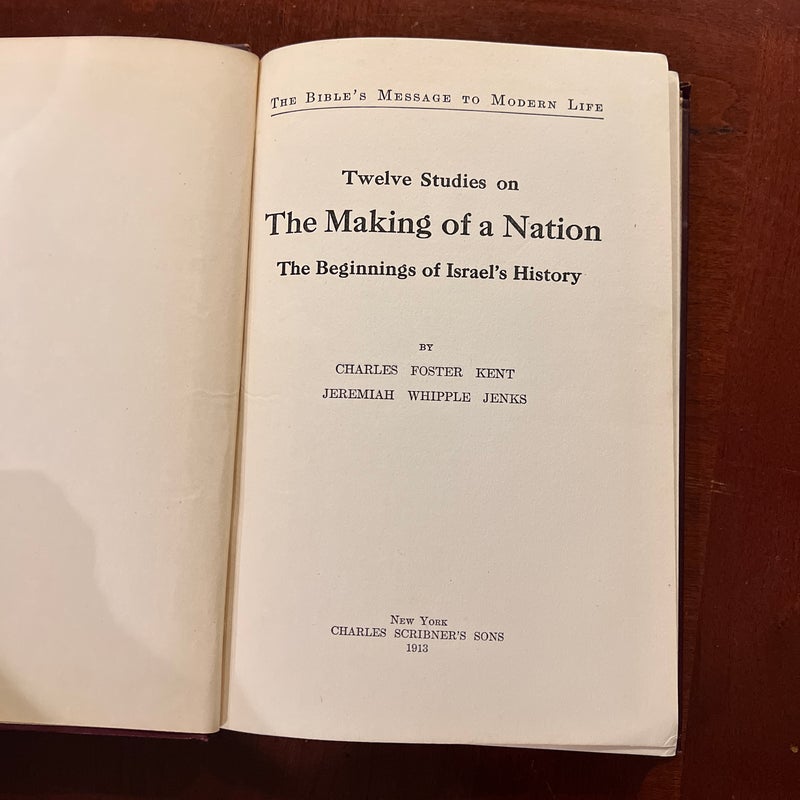 The Bible's Message to Modern Life
Twelve Studies on
The Making of a Nation
The Beginnings of Israel's History
BY
CHARLES FOSTER KENT
JEREMIAH WHIPPLE JENKS
New York
CHARLES SCRIBNER'S SONS
1913